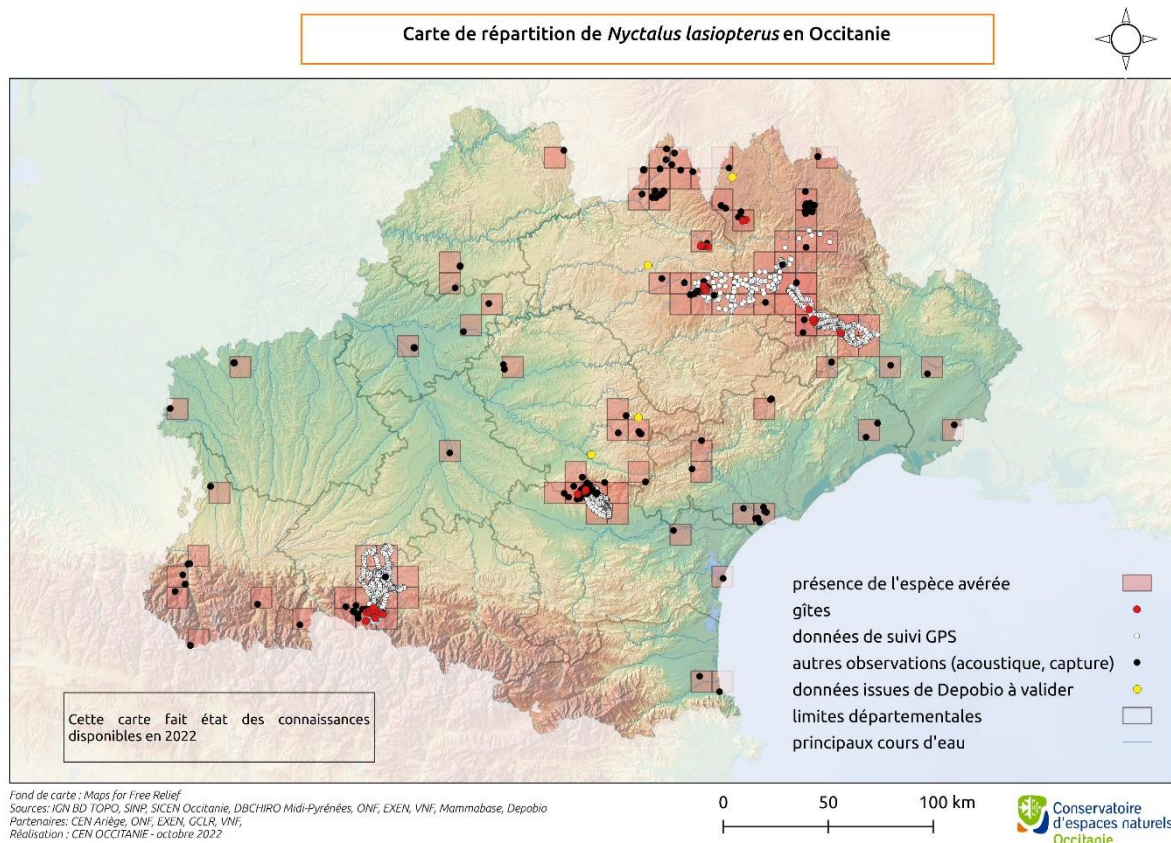 Carte de répartition de Nyctalus lasiopterus en Occitanie
présence de l'espèce avérée
gîtes
données de suivi GPS
autres observations (acoustique, capture)
données issues de Depobio à valider
limites départementales
principaux cours d'eau
Cette carte fait état des connaissances
disponibles en 2022
Fond de carte : Maps for Free Relief
Sources: IGN BD TOPO, SINP, SICEN Occitanie, DBCHIRO Midi-Pyrénées, ONF, EXEN, VNF, Mammabase, Depobio
Partenaires: CEN Ariège, ONF, EXEN, GCLR, VNF,
Réalisation : CEN OCCITANIE - octobre 2022
0 50 100 km
Conservatoire
d'espaces naturels
Occitanie